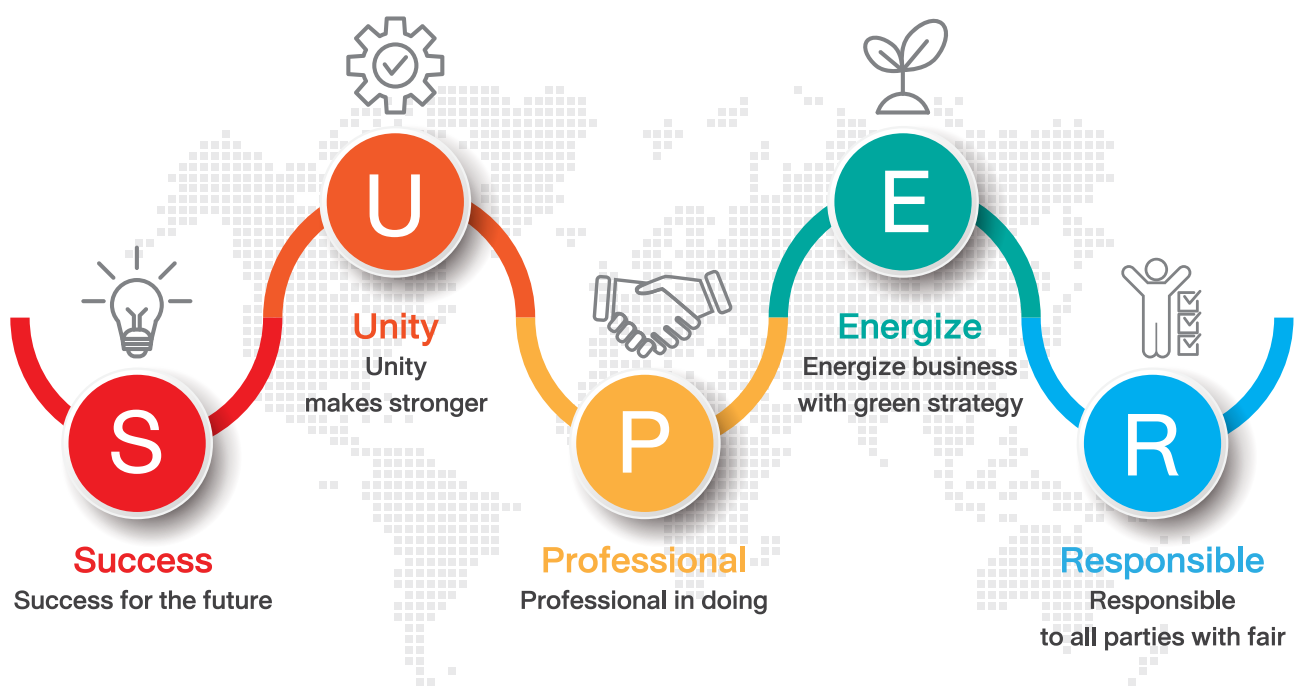 S
Success
Success for the future
U
Unity
Unity
makes stronger
P
Professional
Professional in doing
E
Energize
Energize business
with green strategy
R
Responsible
Responsible
to all parties with fair